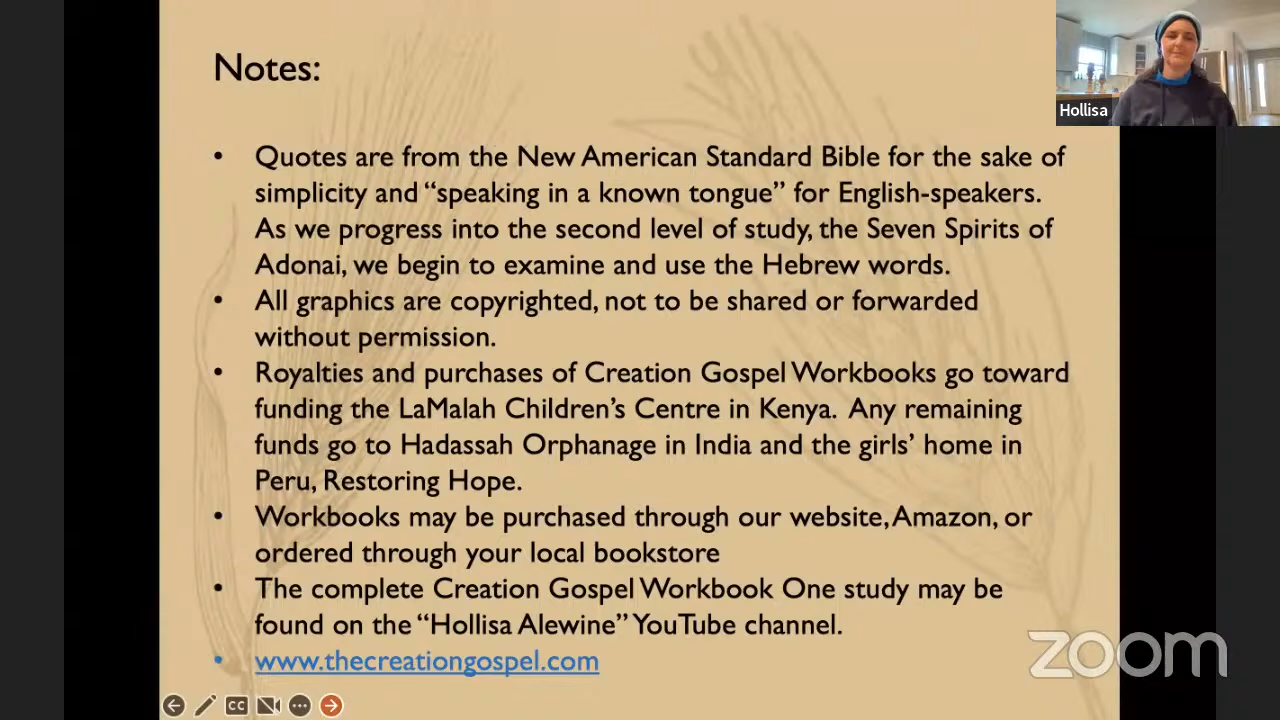 Notes:
Hollisa
• Quotes are from the New American Standard Bible for the sake of
simplicity and “speaking in a known tongue” for English-speakers.
As we progress into the second level of study, the Seven Spirits of
Adonai, we begin to examine and use the Hebrew words.
• All graphics are copyrighted, not to be shared or forwarded
without permission.
• Royalties and purchases of Creation Gospel Workbooks go toward
funding the LaMalah Children’s Centre in Kenya. Any remaining
funds go to Hadassah Orphanage in India and the girls’ home in
Peru, Restoring Hope.
• Workbooks may be purchased through our website, Amazon, or
ordered through your local bookstore
• The complete Creation Gospel Workbook One study may be
found on the “Hollisa Alewine” YouTube channel.
• www.thecreationgospel.com
zoom
CC